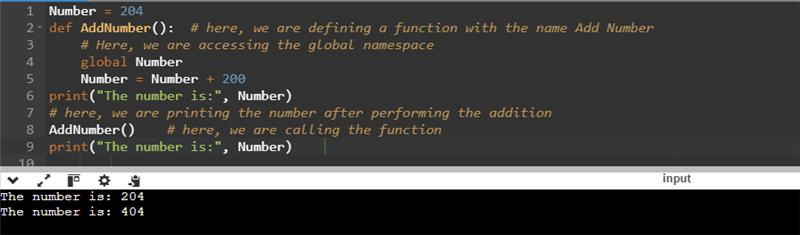 1 Number = 204
2 def AddNumber():  # here, we are defining a function with the name Add Number
3     # Here, we are accessing the global namespace
4     global Number
5     Number = Number + 200
6 print("The number is:", Number)
7 # here, we are printing the number after performing the addition
8 AddNumber()    # here, we are calling the function
9 print("The number is:", Number)
10
input
The number is: 204
The number is: 404